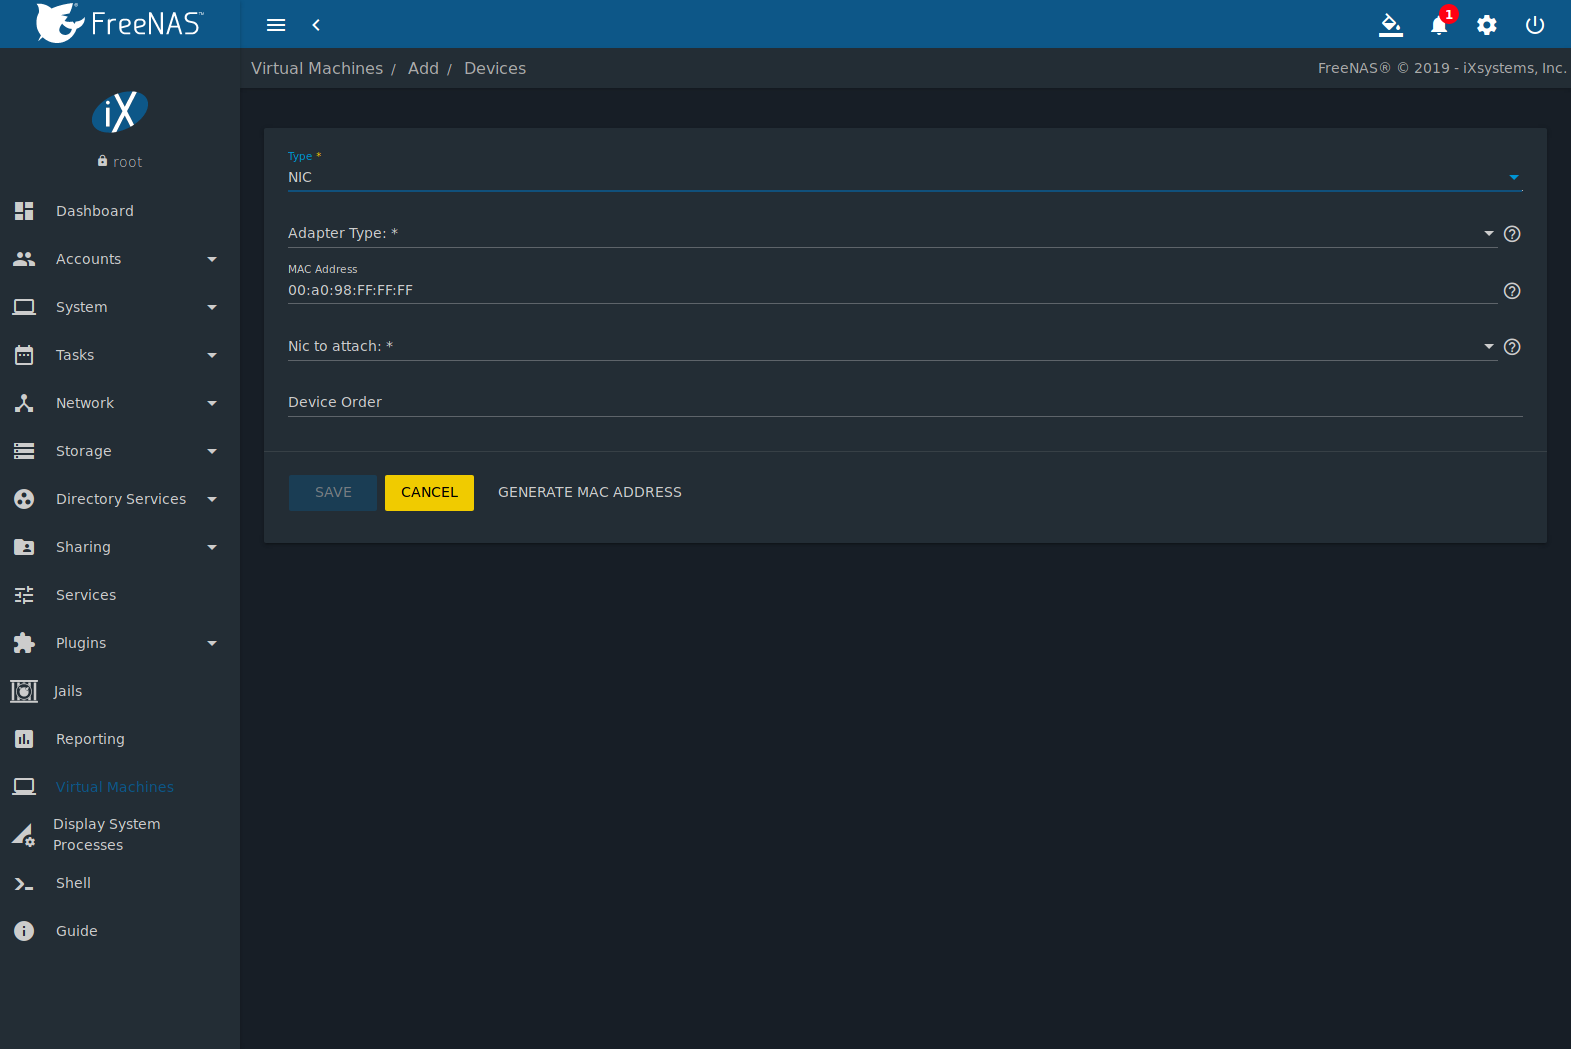 FreeNAS™
1
Virtual Machines / Add / Devices
FreeNAS® © 2019 - iXsystems, Inc.
iX
root
Dashboard
Accounts
System
Tasks
Network
Storage
Directory Services
Sharing
Services
Plugins
Jails
Reporting
Virtual Machines
Display System
Processes
Shell
Guide
Type *
NIC
Adapter Type: *
MAC Address
00:a0:98:FF:FF:FF
Nic to attach: *
Device Order
SAVE CANCEL GENERATE MAC ADDRESS